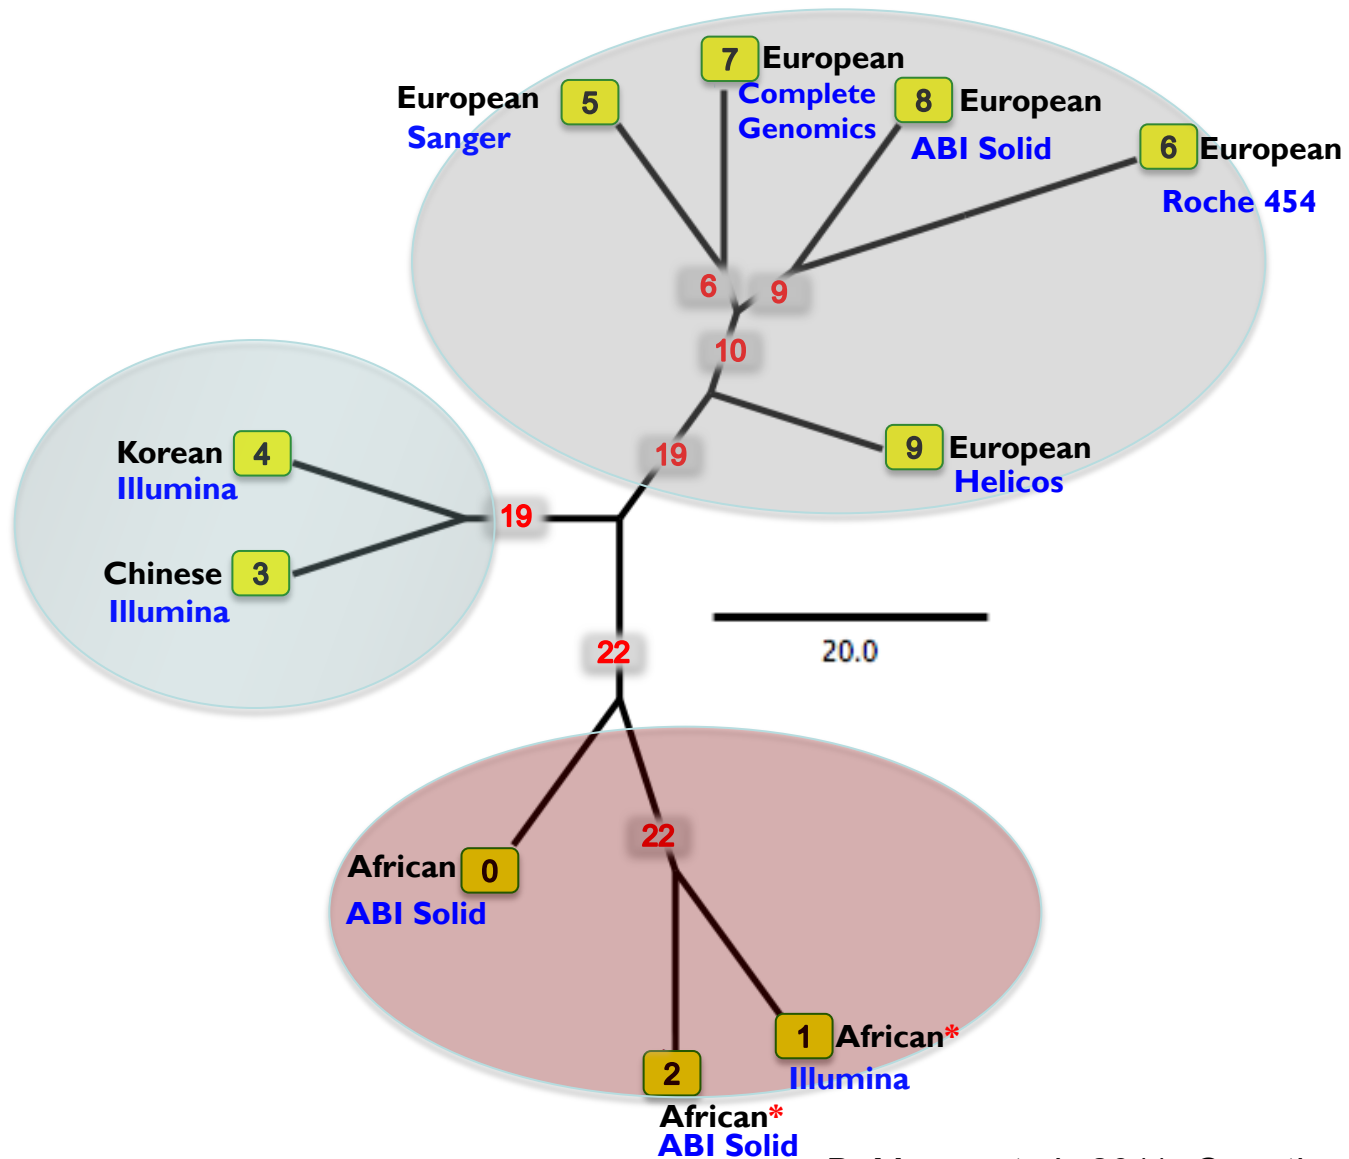 7 European
European 5
Complete
8 European
Sanger
Genomics
6 European
ABI Solid
Roche 454
6
9
10
Korean 4
19
9 European
Illumina
Helicos
19
Chinese 3
Illumina
22
20.0
22
African 0
ABI Solid
1 African*
2
Illumina
African*
ABI Solid